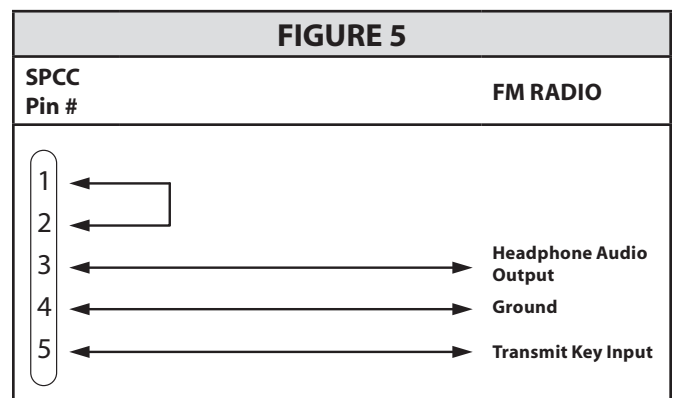 FIGURE 5
SPCC
Pin #
FM RADIO
1
2
3
Headphone Audio
Output
4
Ground
5
Transmit Key Input